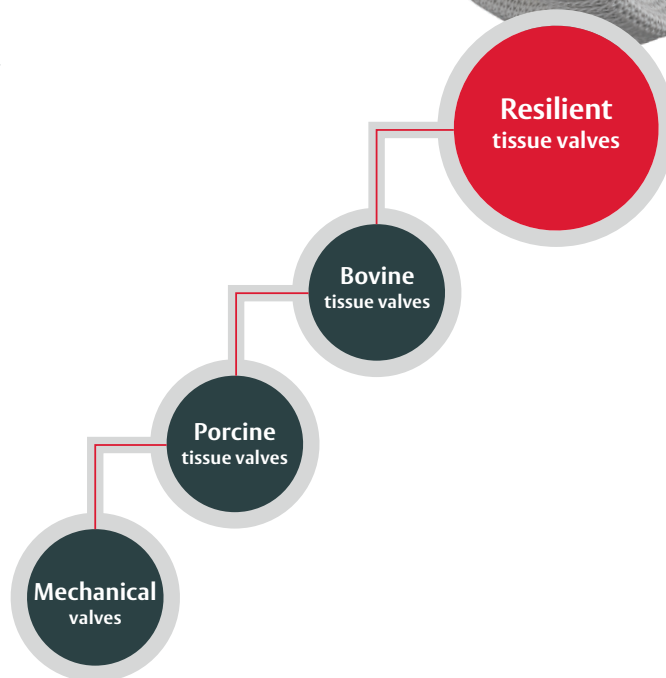 Resilient
tissue valves
Bovine
tissue valves
Porcine
tissue valves
Mechanical
valves